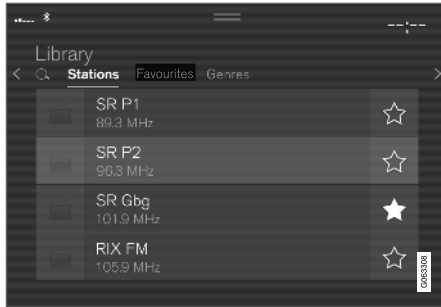 --:--
Library
Stations Favourites Genres
SR P1
89.3 MHz
SR P2
96.3 MHz
SR Gbg
101.9 MHz
RIX FM
105.9 MHz
G063308